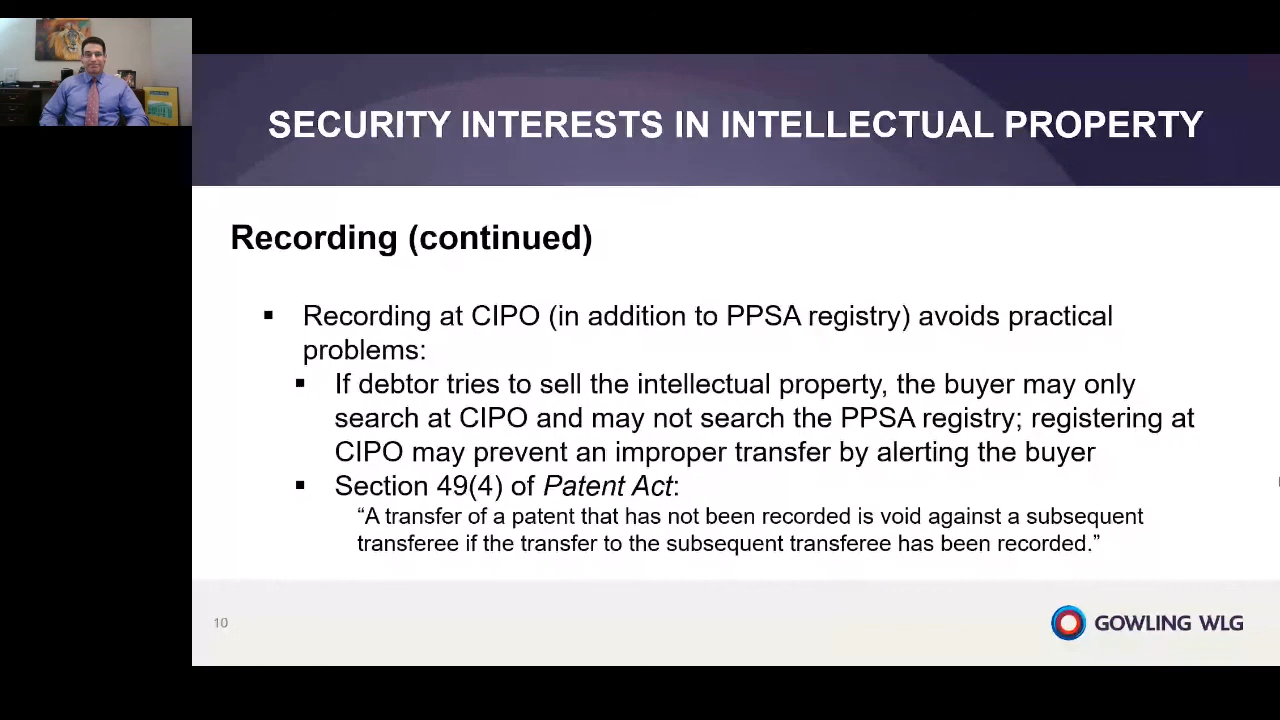 SECURITY INTERESTS IN INTELLECTUAL PROPERTY
Recording (continued)
▪ Recording at CIPO (in addition to PPSA registry) avoids practical
problems:
▪ If debtor tries to sell the intellectual property, the buyer may only
search at CIPO and may not search the PPSA registry; registering at
CIPO may prevent an improper transfer by alerting the buyer
▪ Section 49(4) of Patent Act:
“A transfer of a patent that has not been recorded is void against a subsequent
transferee if the transfer to the subsequent transferee has been recorded.”
10
GOWLING WLG